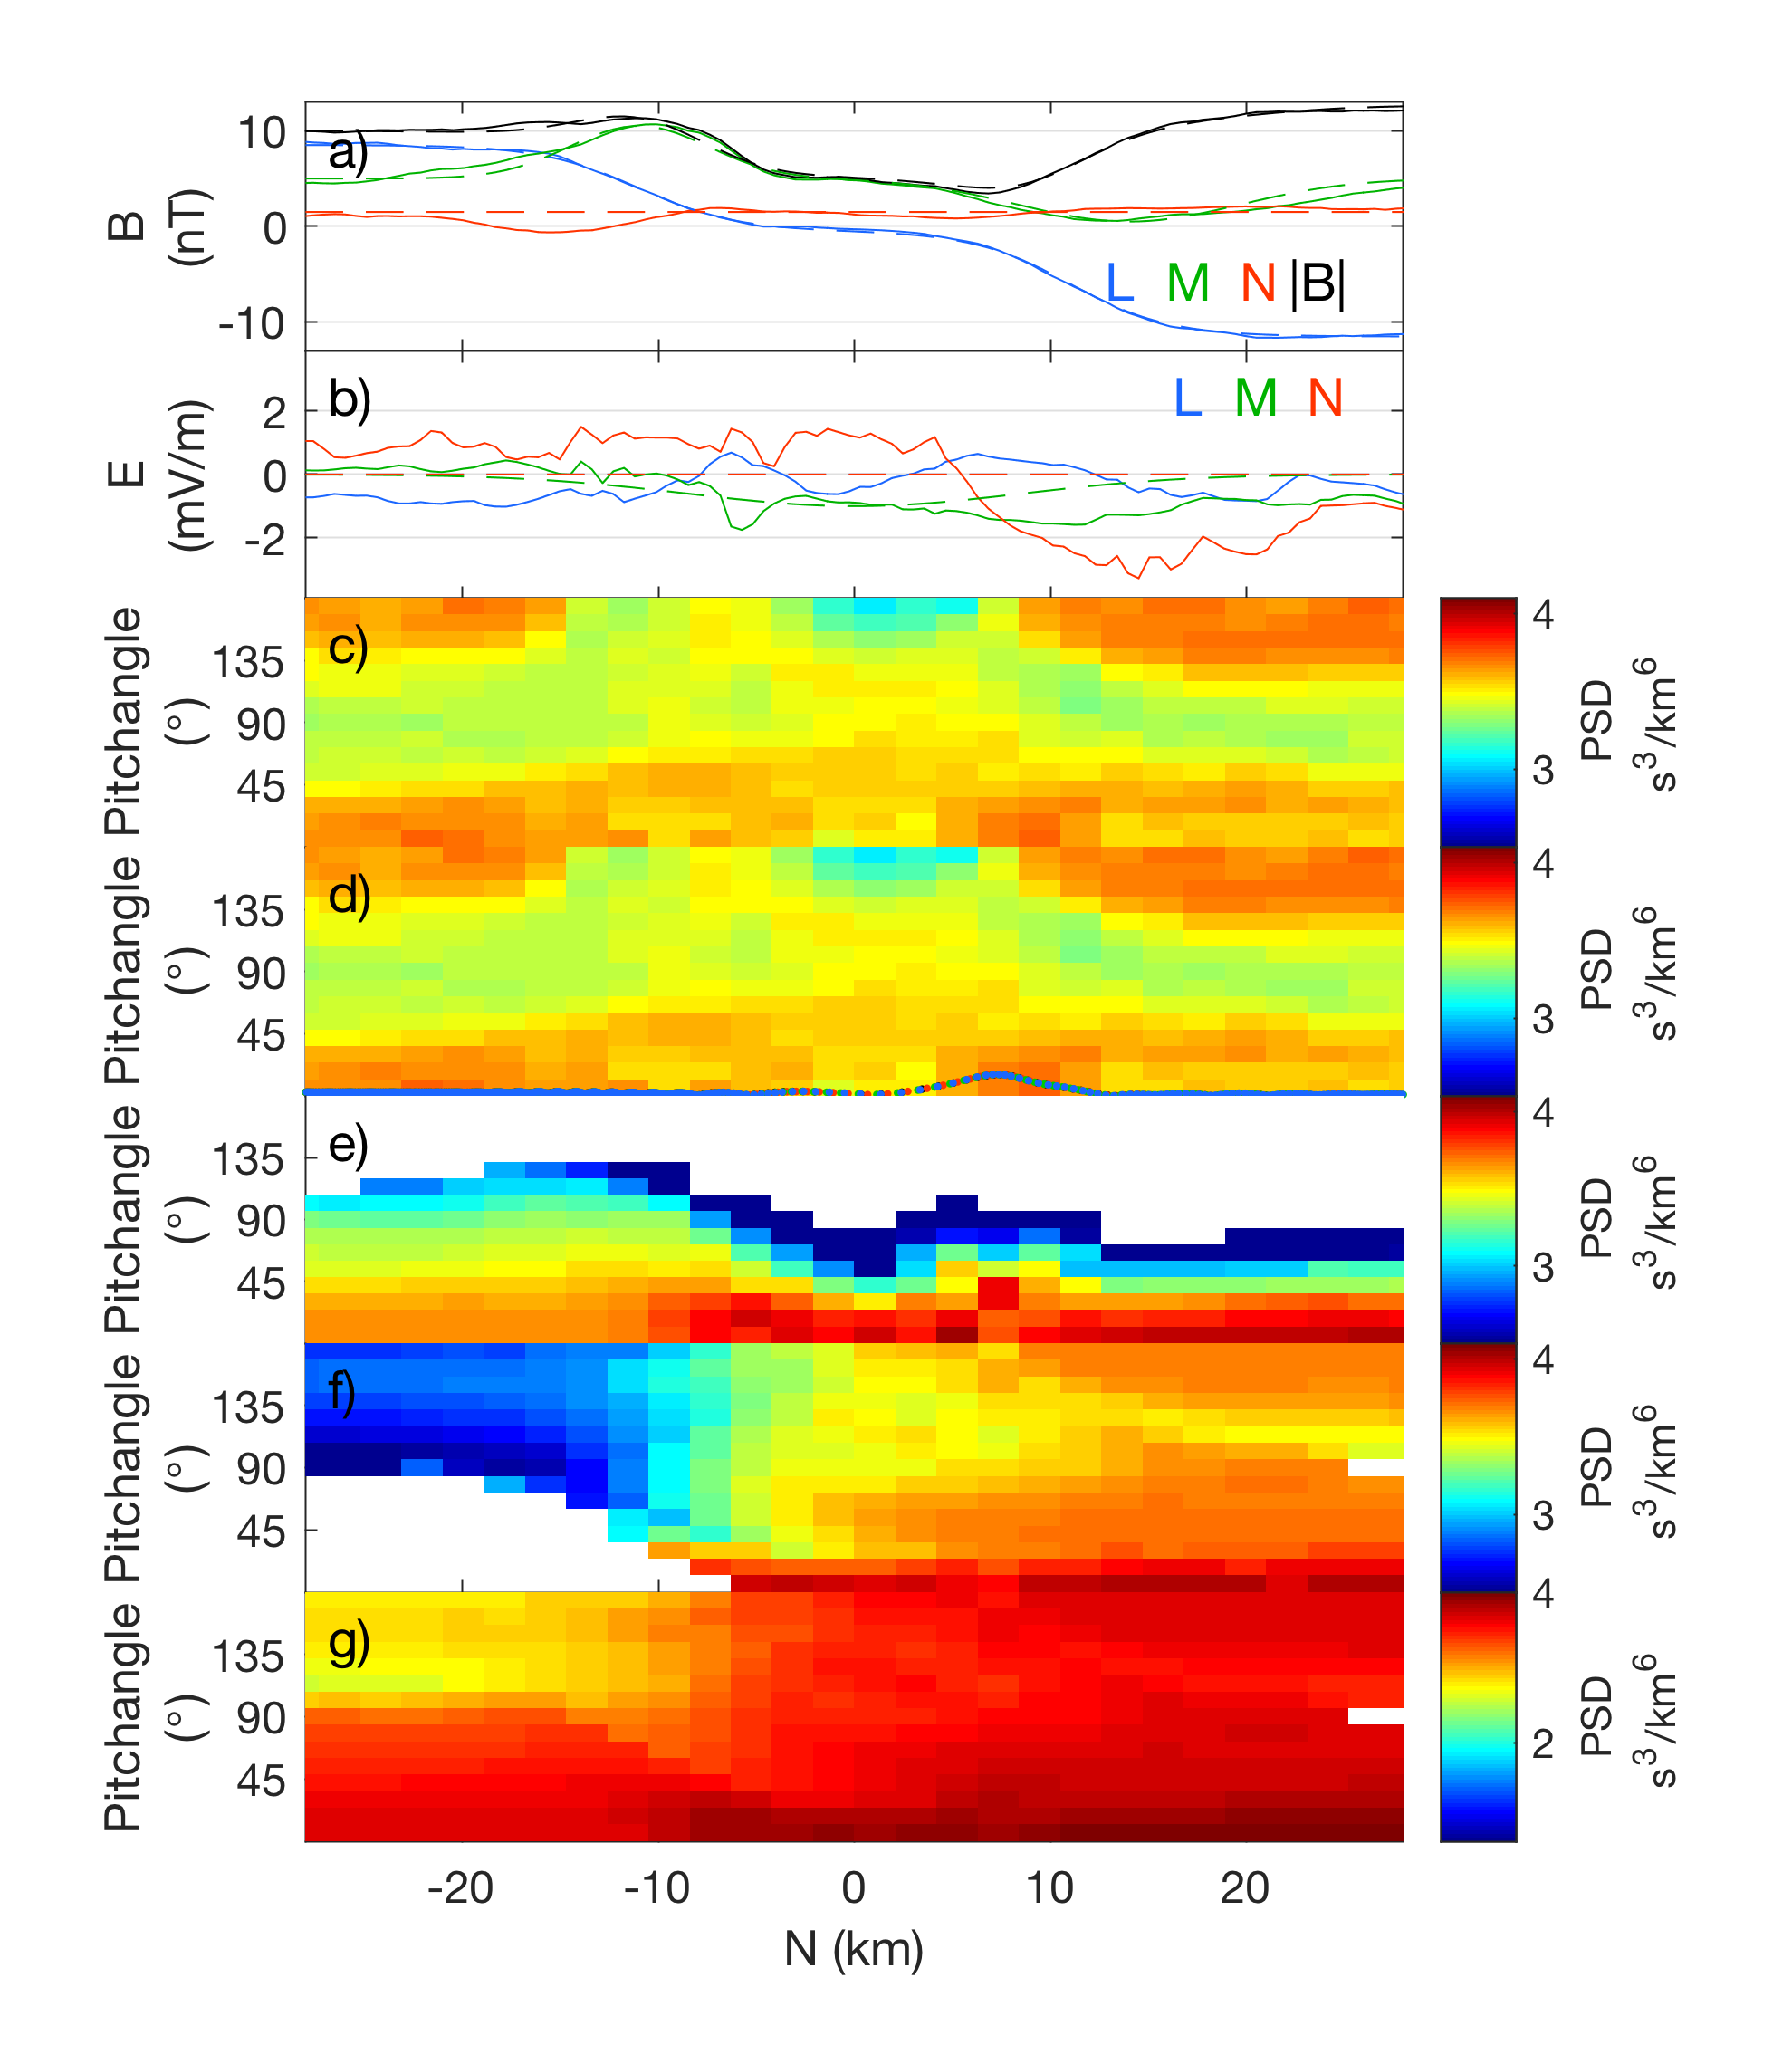 a)
B
(nT)
10
0
-10
L M N |B|
b)
E
(mV/m)
2
0
-2
L M N
c)
Pitchangle
(°)
135
90
45
4
3
PSD
s³/km⁶
d)
Pitchangle
(°)
135
90
45
4
3
PSD
s³/km⁶
e)
Pitchangle
(°)
135
90
45
4
3
PSD
s³/km⁶
f)
Pitchangle
(°)
135
90
45
4
3
PSD
s³/km⁶
g)
Pitchangle
(°)
135
90
45
4
2
PSD
s³/km⁶
-20 -10 0 10 20
N (km)